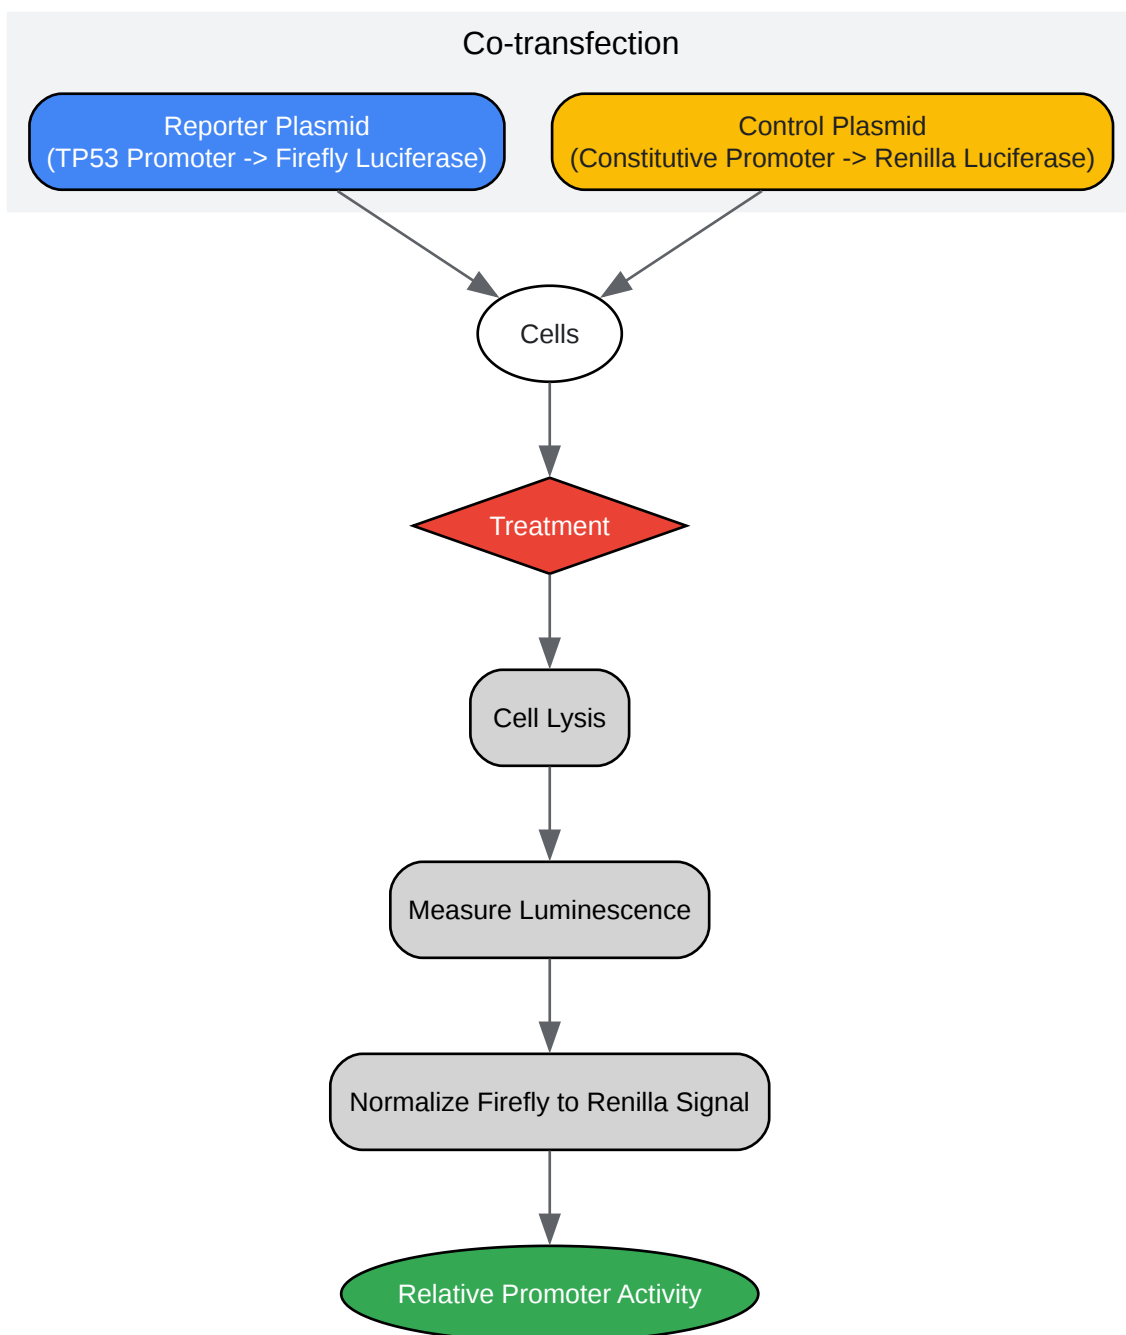 Co-transfection
Reporter Plasmid
(TP53 Promoter -> Firefly Luciferase)
Control Plasmid
(Constitutive Promoter -> Renilla Luciferase)
Cells
Treatment
Cell Lysis
Measure Luminescence
Normalize Firefly to Renilla Signal
Relative Promoter Activity